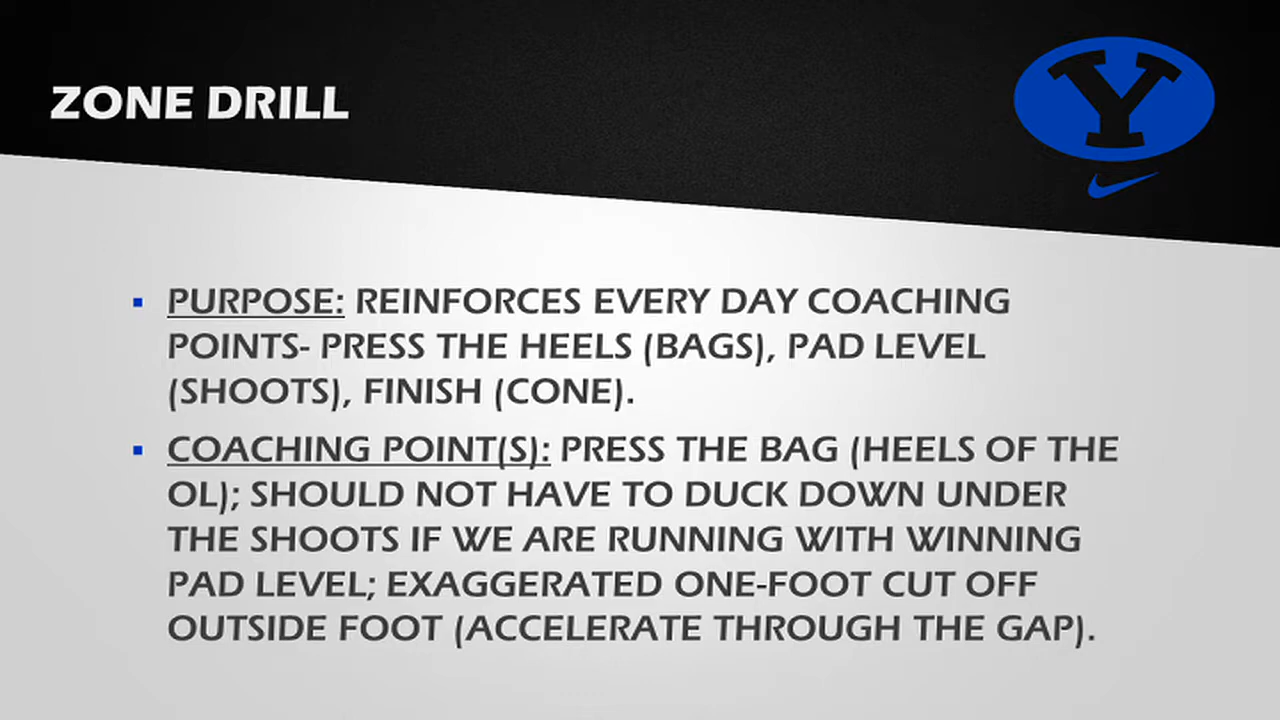 ZONE DRILL
Y
PURPOSE: REINFORCES EVERY DAY COACHING
POINTS- PRESS THE HEELS (BAGS), PAD LEVEL
(SHOOTS), FINISH (CONE).
COACHING POINT(S): PRESS THE BAG (HEELS OF THE
OL); SHOULD NOT HAVE TO DUCK DOWN UNDER
THE SHOOTS IF WE ARE RUNNING WITH WINNING
PAD LEVEL; EXAGGERATED ONE-FOOT CUT OFF
OUTSIDE FOOT (ACCELERATE THROUGH THE GAP).